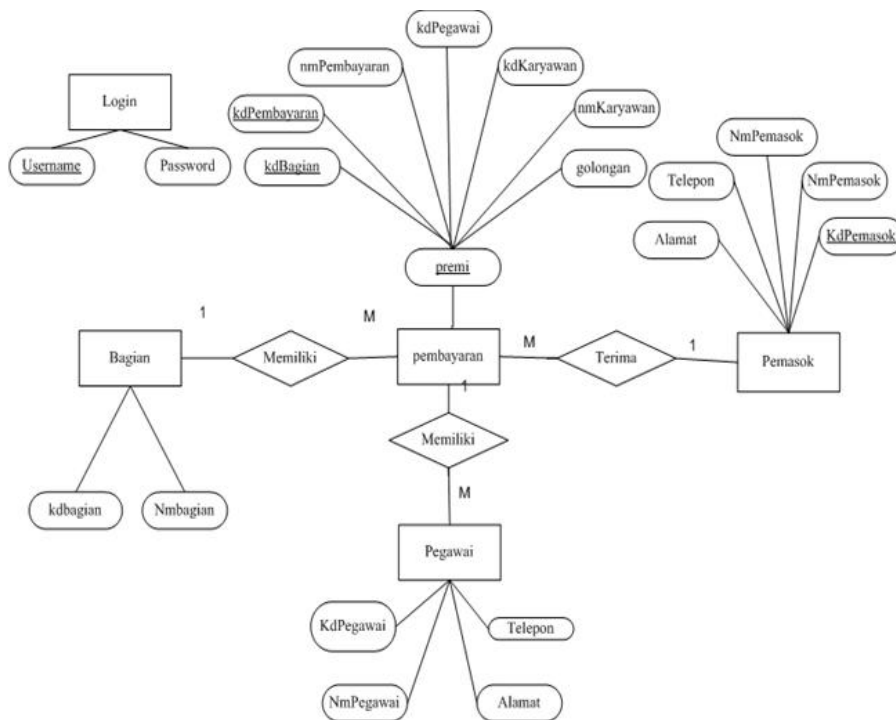 kdPegawai
nmPembayaran
kdKaryawan
Login
kdPembayaran
nmKaryawan
NmPemasok
Username
Password
kdBagian
golongan
Telepon
NmPemasok
Alamat
KdPemasok
premi
1
M
M
1
Bagian
Memiliki
pembayaran
Terima
Pemasok
1
Memiliki
M
kdbagian
Nmbagian
Pegawai
KdPegawai
Telepon
NmPegawai
Alamat